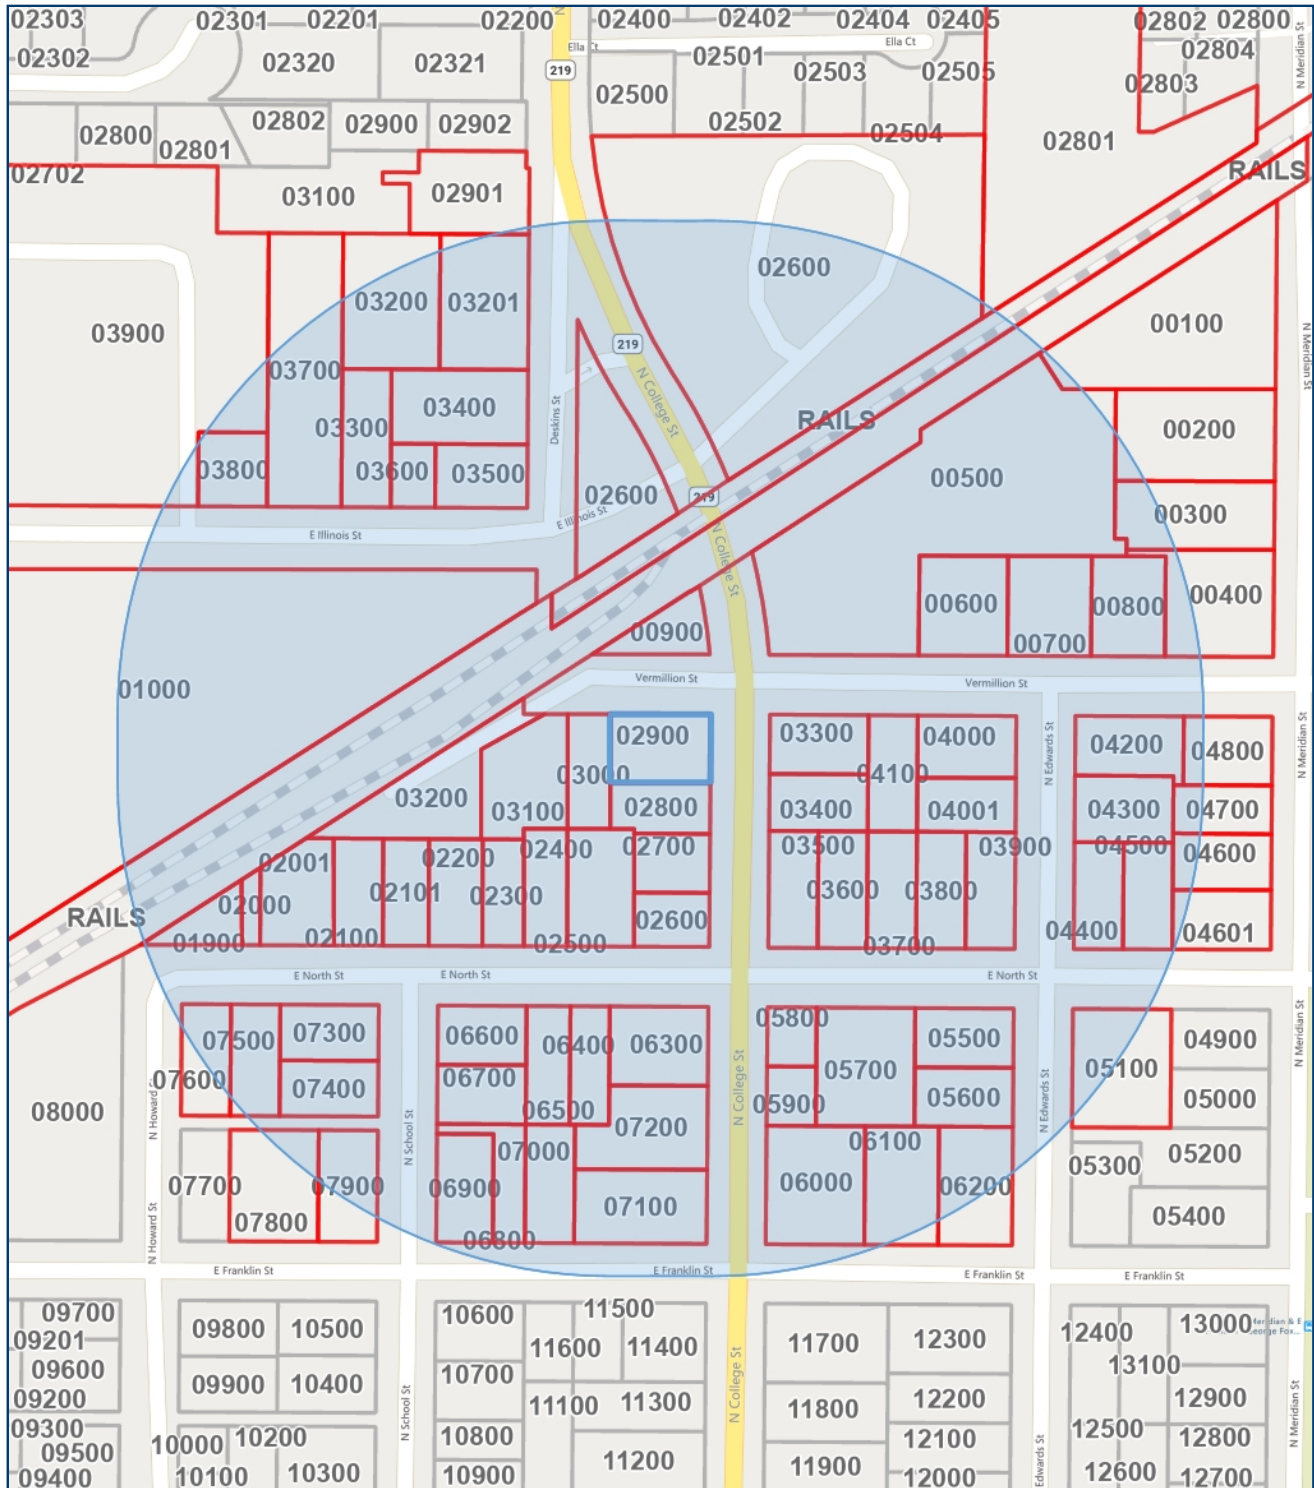 02303 02301 02201 02200 N 02400 02402 02404 02405 02802 02800
02302 02320 02321 219 Ella Ct Ella Ct 02804 N Meridian St
02500 02501 02503 02505 02803
02800 02801 02802 02900 02902 02502 02504 02801
02702 03100 02901 RAILS
02600
03900 03200 03201 00100 N Meridian St
03700 219
03300 03400 Deskins St N College St RAILS 00200
03800 03600 03500 02600 219 00500 00300
E Illinois St E Illinois St N College St
00600 00700 00800 00400
00900
01000 Vermillion St Vermillion St
02900 03300 04000 04200 04800 N Meridian St
03000 04100 N Edwards St
03200 03100 02800 03400 04001 04300 04700
02001 02200 02400 02700 03500 03900 04500 04600
02000 02101 02300 02600 03600 03800
RAILS 01900 02100 02500 03700 04400 04601
E North St E North St E North St
07500 07300 06600 06400 06300 05800 05500 04900 N Meridian St
07600 07400 06700 06500 05700 05100
08000 N Howard St 05900 05600 05000
N School St 07000 07200 N College St 06100 N Edwards St
07700 07900 06900 07100 06000 06200 05300 05200
07800 N Howard St 06800 05400
E Franklin St E Franklin St E Franklin St E Franklin St
09700 09800 10500 10600 11500 11700 12300 12400 13000
09201 11600 11400 13100
09600 09900 10400 10700 N College St
09200 N School St 11100 11300 11800 12200 12900 N Meridian St
09300 10000 10200 10800 12100 12500 12800
09500 11200 11900 Edwards St
09400 10100 10300 10900 12000 12600 12700